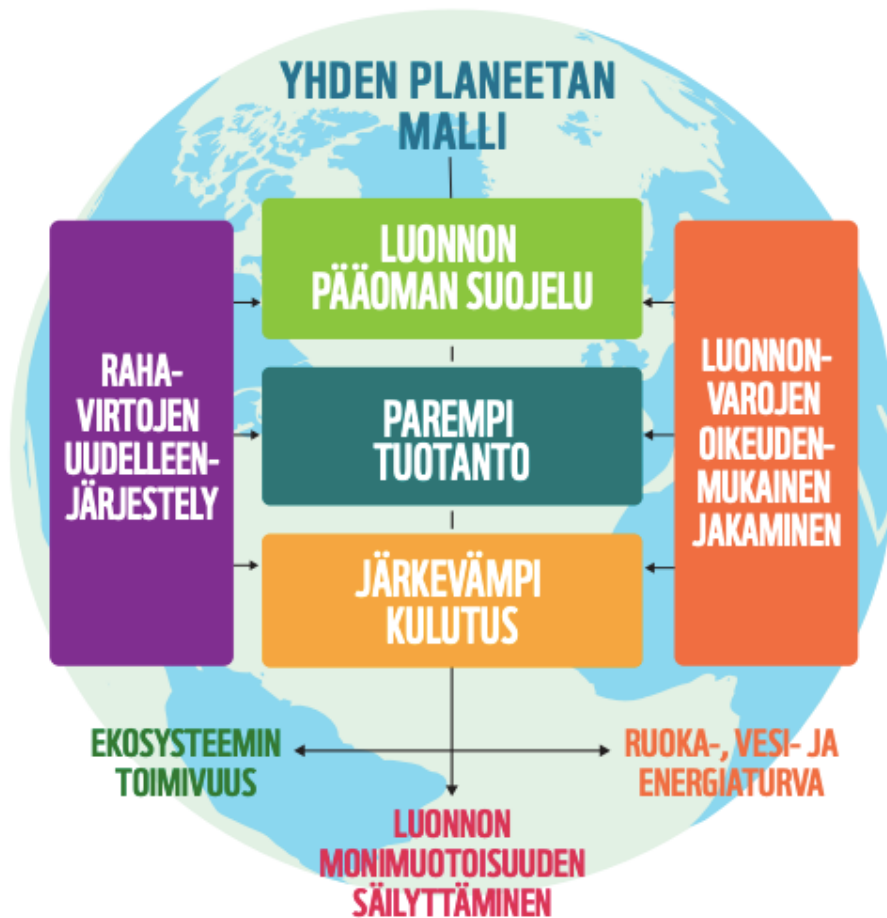 YHDEN PLANEETAN
MALLI
LUONNON
PÄÄOMAN SUOJELU
RAHA-
VIRTOJEN
UUDELLEEN-
JÄRJESTELY
PAREMPI
TUOTANTO
LUONNON-
VAROJEN
OIKEUDEN-
MUKAINEN
JAKAMINEN
JÄRKEVÄMPI
KULUTUS
EKOSYSTEEMIN
TOIMIVUUS
RUOKA-, VESI- JA
ENERGIATURVA
LUONNON
MONIMUOTOISUUDEN
SÄILYTTÄMINEN